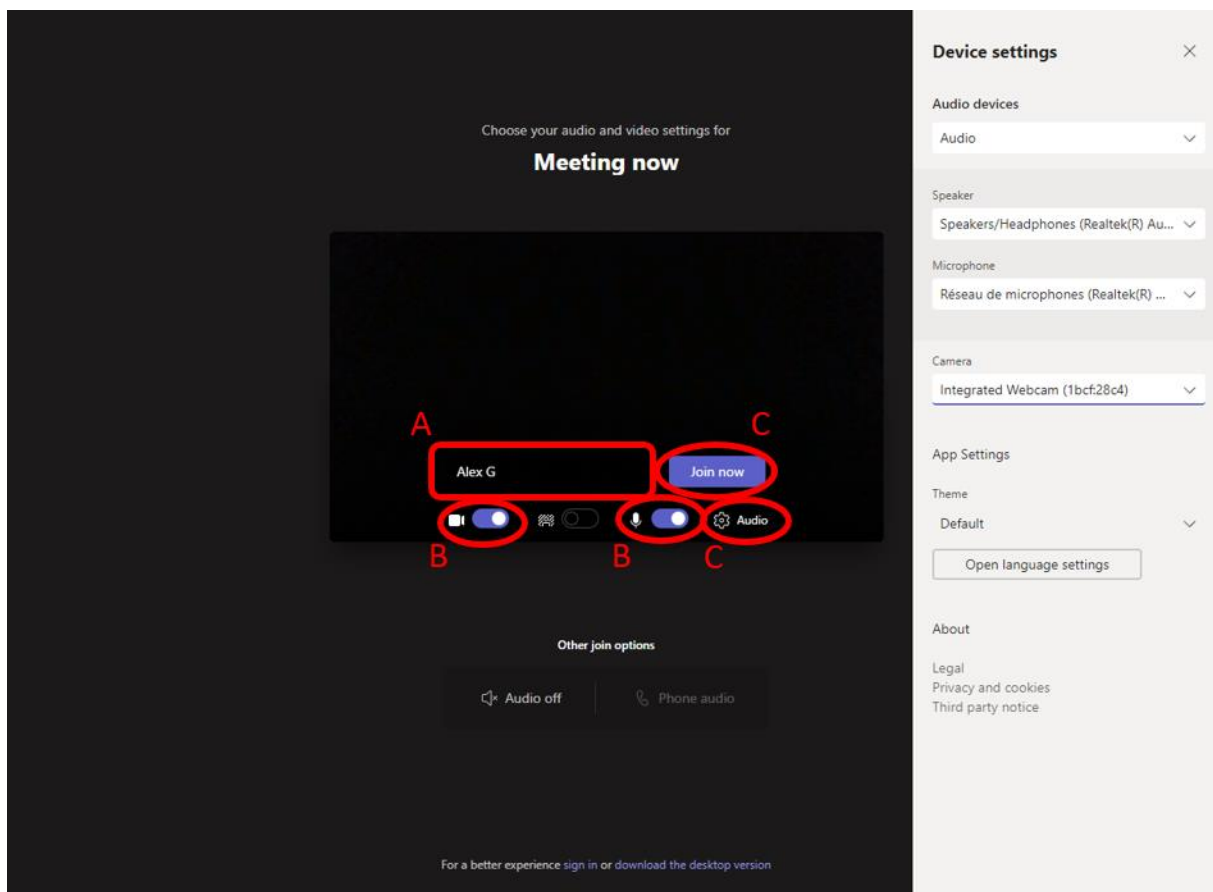 Choose your audio and video settings for
Meeting now
A
C
Alex G
Join now
Audio
B
B
C
Other join options
Audio off
Phone audio
For a better experience sign in or download the desktop version
Device settings
Audio devices
Audio
Speaker
Speakers/Headphones (Realtek(R) Au...
Microphone
Réseau de microphones (Realtek(R) ...
Camera
Integrated Webcam (1bcf:28c4)
App Settings
Theme
Default
Open language settings
About
Legal
Privacy and cookies
Third party notice